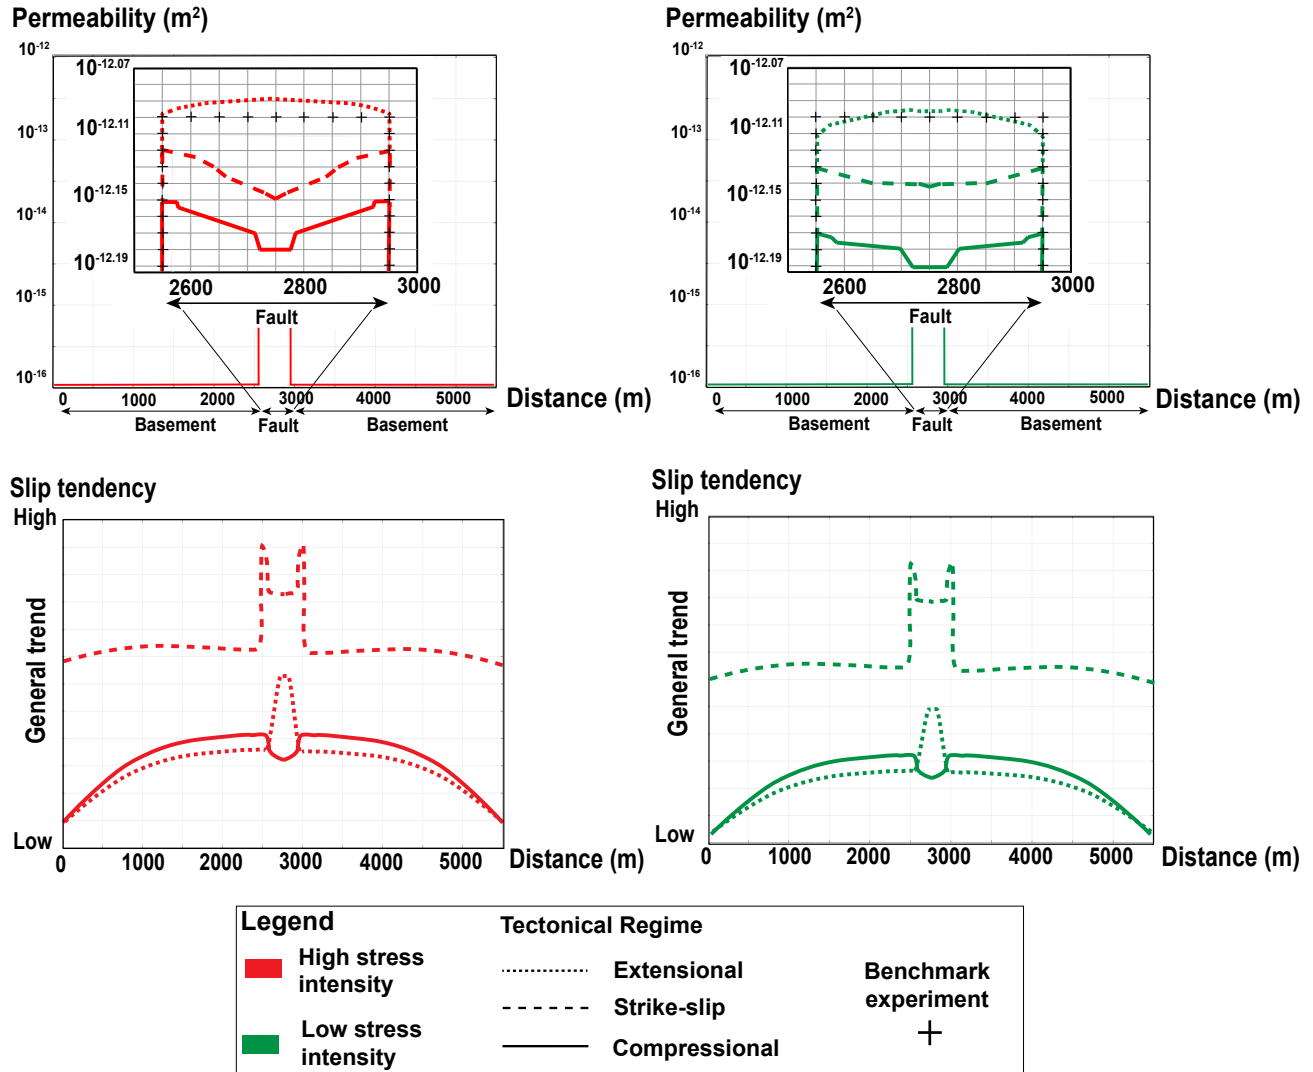 Permeability (m²)
10⁻¹²
10⁻¹³
10⁻¹⁴
10⁻¹⁵
10⁻¹⁶
10⁻¹²·⁰⁷
10⁻¹²·¹¹
10⁻¹²·¹⁵
10⁻¹²·¹⁹
2600 2800 3000
Fault
0 1000 2000 3000 4000 5000
Distance (m)
Basement Fault Basement
Permeability (m²)
10⁻¹²
10⁻¹³
10⁻¹⁴
10⁻¹⁵
10⁻¹⁶
10⁻¹²·⁰⁷
10⁻¹²·¹¹
10⁻¹²·¹⁵
10⁻¹²·¹⁹
2600 2800 3000
Fault
0 1000 2000 3000 4000 5000
Distance (m)
Basement Fault Basement
Slip tendency
High
General trend
Low
0 1000 2000 3000 4000 5000
Distance (m)
Slip tendency
High
General trend
Low
0 1000 2000 3000 4000 5000
Distance (m)
Legend
High stress
intensity
Low stress
intensity
Tectonical Regime
Extensional
Strike-slip
Compressional
Benchmark
experiment